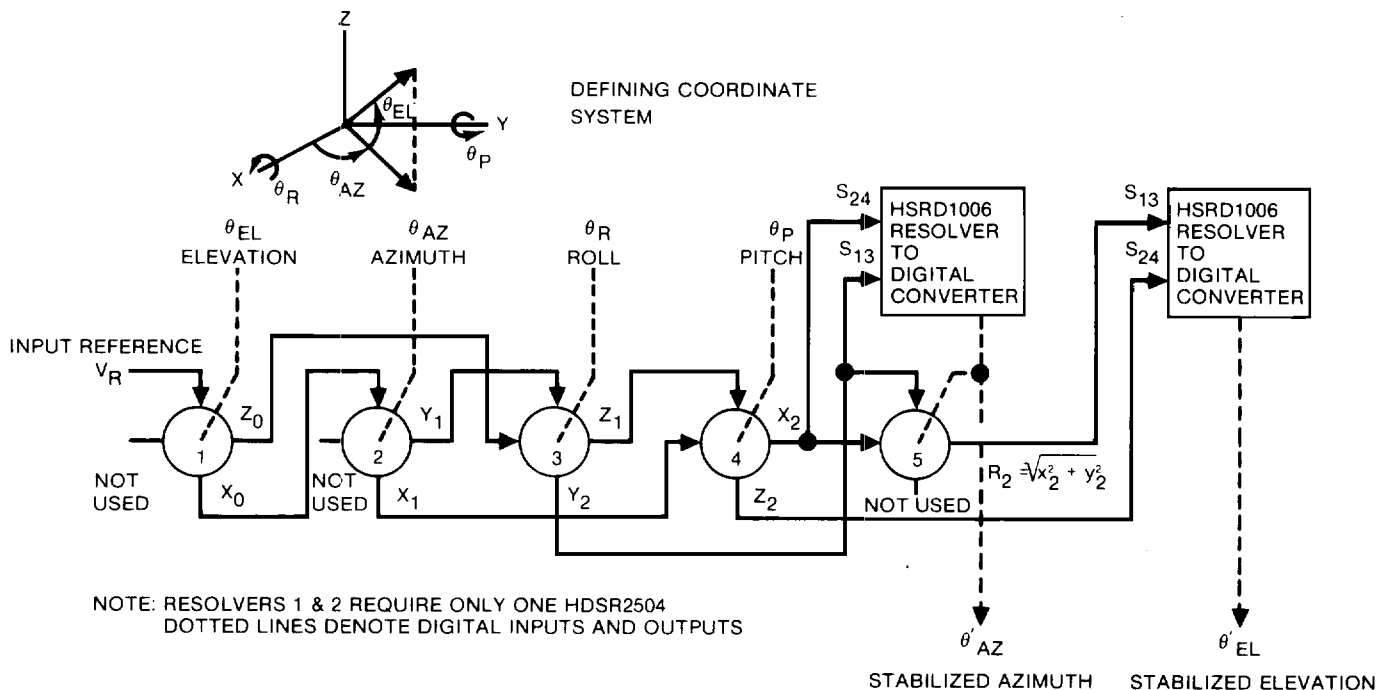 Z
DEFINING COORDINATE
SYSTEM
θEL
Y
θP
X
θR
θAZ
θEL
ELEVATION
θAZ
AZIMUTH
θR
ROLL
θP
PITCH
S24
S13
HSRD1006
RESOLVER
TO
DIGITAL
CONVERTER
S13
S24
HSRD1006
RESOLVER
TO
DIGITAL
CONVERTER
INPUT REFERENCE
VR
1
Z0
NOT
USED
X0
2
Y1
NOT
USED
X1
3
Z1
Y2
4
X2
Z2
5
NOT USED
R2 = √x2² + y2²
NOTE: RESOLVERS 1 & 2 REQUIRE ONLY ONE HDSR2504
DOTTED LINES DENOTE DIGITAL INPUTS AND OUTPUTS
θ'AZ
STABILIZED AZIMUTH
θ'EL
STABILIZED ELEVATION